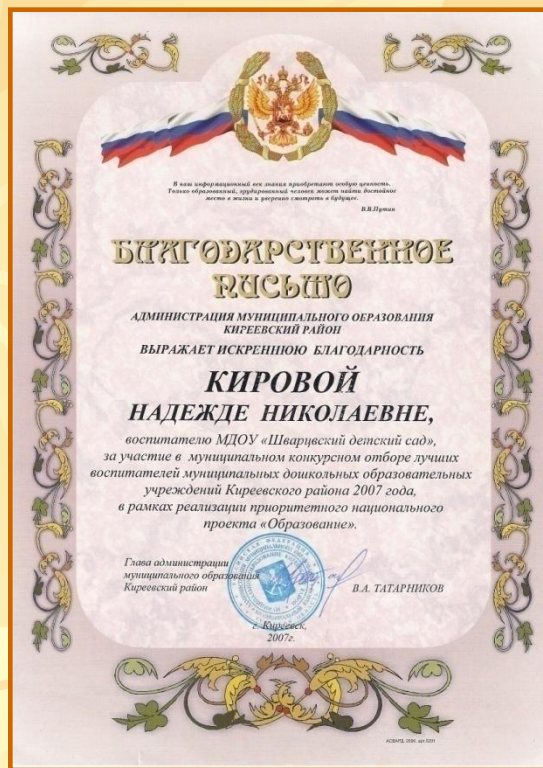 В наш информационный век знания приобретают особую ценность.
Только образованный, эрудированный человек может найти достойное
место в жизни и уверенно смотреть в будущее.
В.В.Путин
БЛАГОДАРСТВЕННОЕ
ПИСЬМО
АДМИНИСТРАЦИЯ МУНИЦИПАЛЬНОГО ОБРАЗОВАНИЯ
КИРЕЕВСКИЙ РАЙОН
ВЫРАЖАЕТ ИСКРЕННЮЮ БЛАГОДАРНОСТЬ
КИРОВОЙ
НАДЕЖДЕ НИКОЛАЕВНЕ,
воспитателю МДОУ «Шварцвский детский сад»,
за участие в муниципальном конкурсном отборе лучших
воспитателей муниципальных дошкольных образовательных
учреждений Киреевского района 2007 года,
в рамках реализации приоритетного национального
проекта «Образование».
Глава администрации
муниципального образования
Киреевский район
В.А. ТАТАРНИКОВ
г. Киреевск,
2007г.